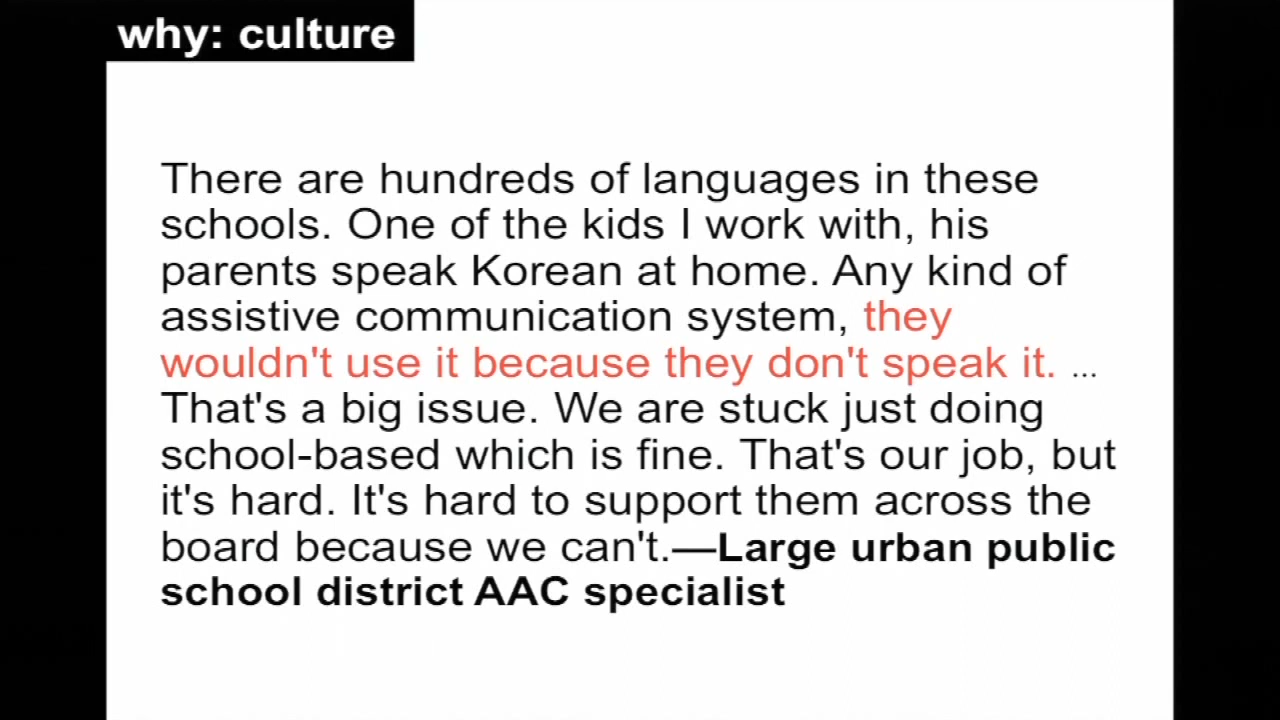 why: culture
There are hundreds of languages in these
schools. One of the kids I work with, his
parents speak Korean at home. Any kind of
assistive communication system, they
wouldn't use it because they don't speak it. ...
That's a big issue. We are stuck just doing
school-based which is fine. That's our job, but
it's hard. It's hard to support them across the
board because we can't.—Large urban public
school district AAC specialist